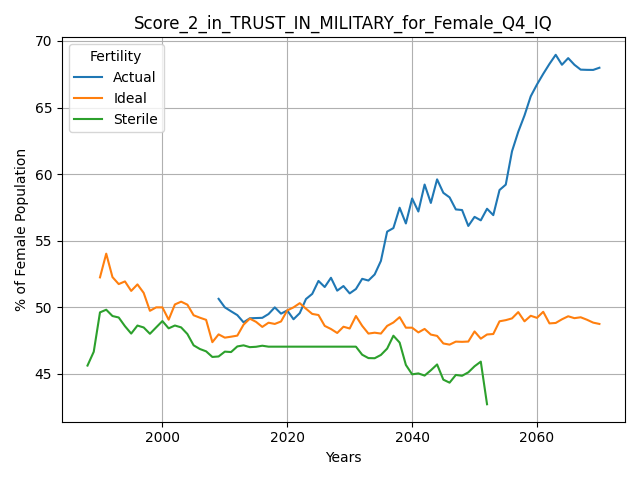 Score_2_in_TRUST_IN_MILITARY_for_Female_Q4_IQ
70
65
60
55
50
45
% of Female Population
Fertility
Actual
Ideal
Sterile
2000 2020 2040 2060
Years